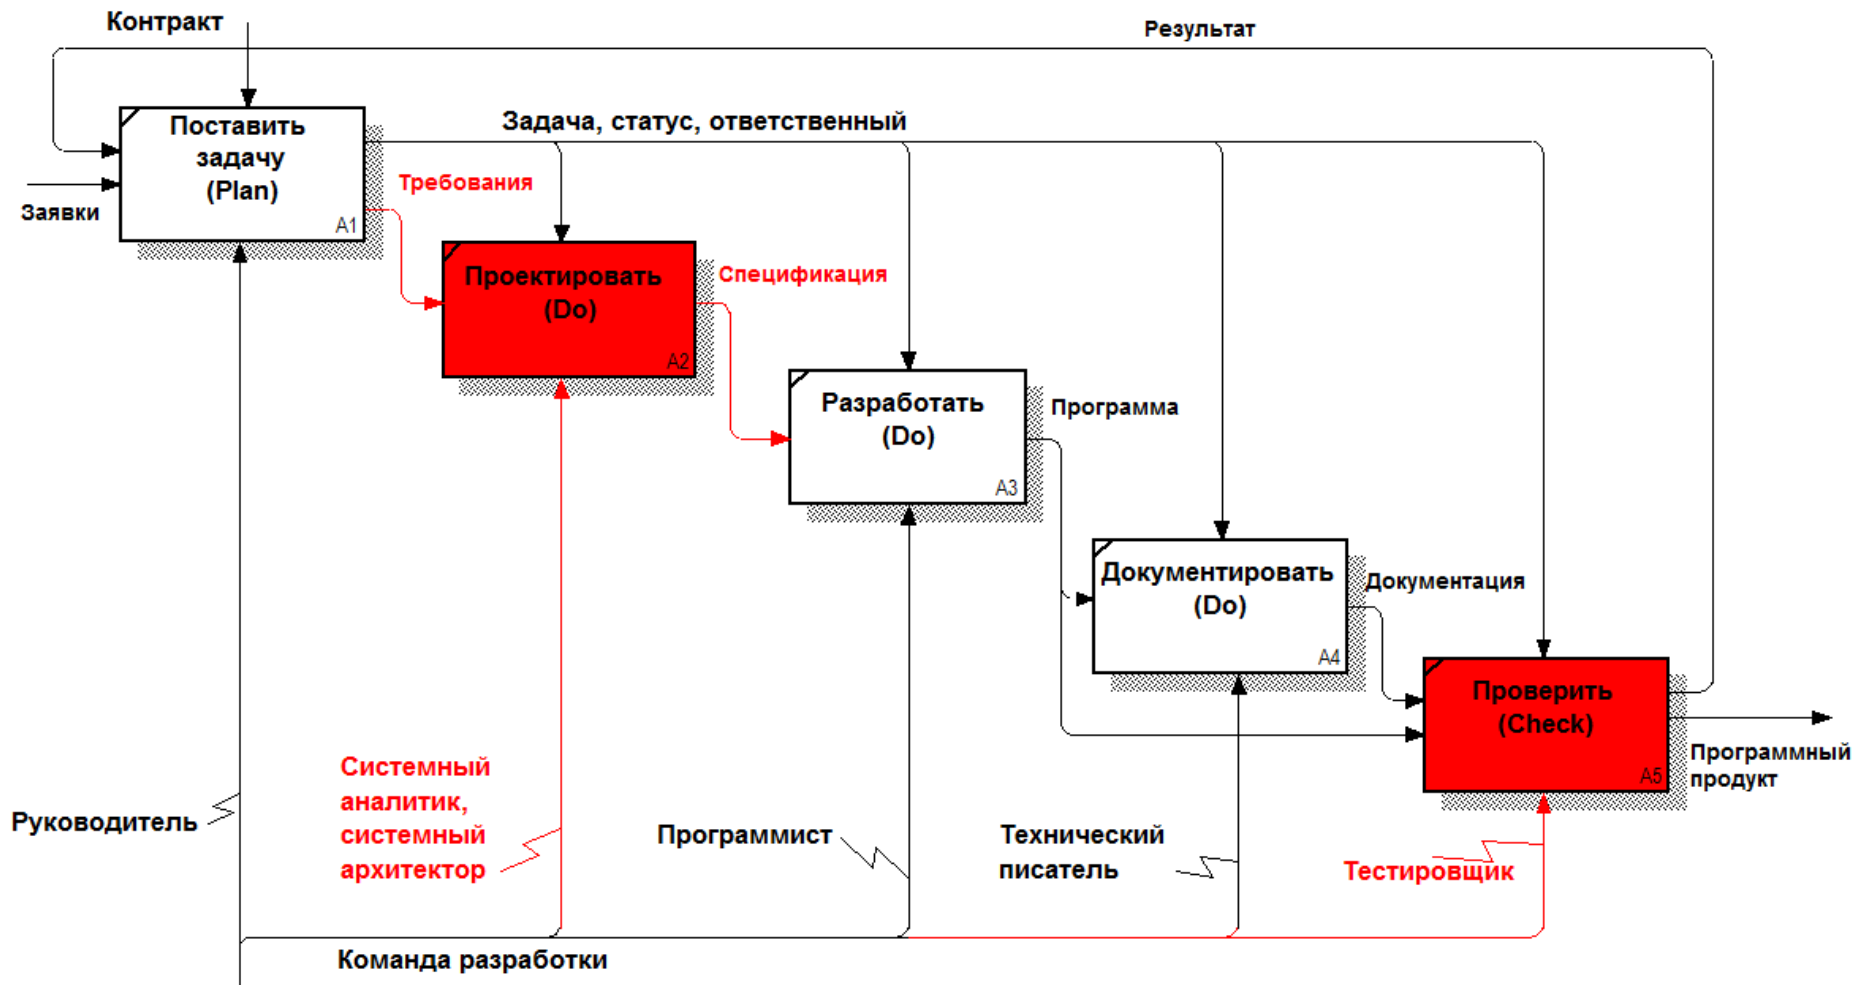 Контракт
Результат
Поставить
задачу
(Plan)
A1
Заявки
Задача, статус, ответственный
Требования
Проектировать
(Do)
A2
Спецификация
Разработать
(Do)
A3
Программа
Документировать
(Do)
A4
Документация
Проверить
(Check)
A5
Программный
продукт
Руководитель
Системный
аналитик,
системный
архитектор
Программист
Технический
писатель
Тестировщик
Команда разработки